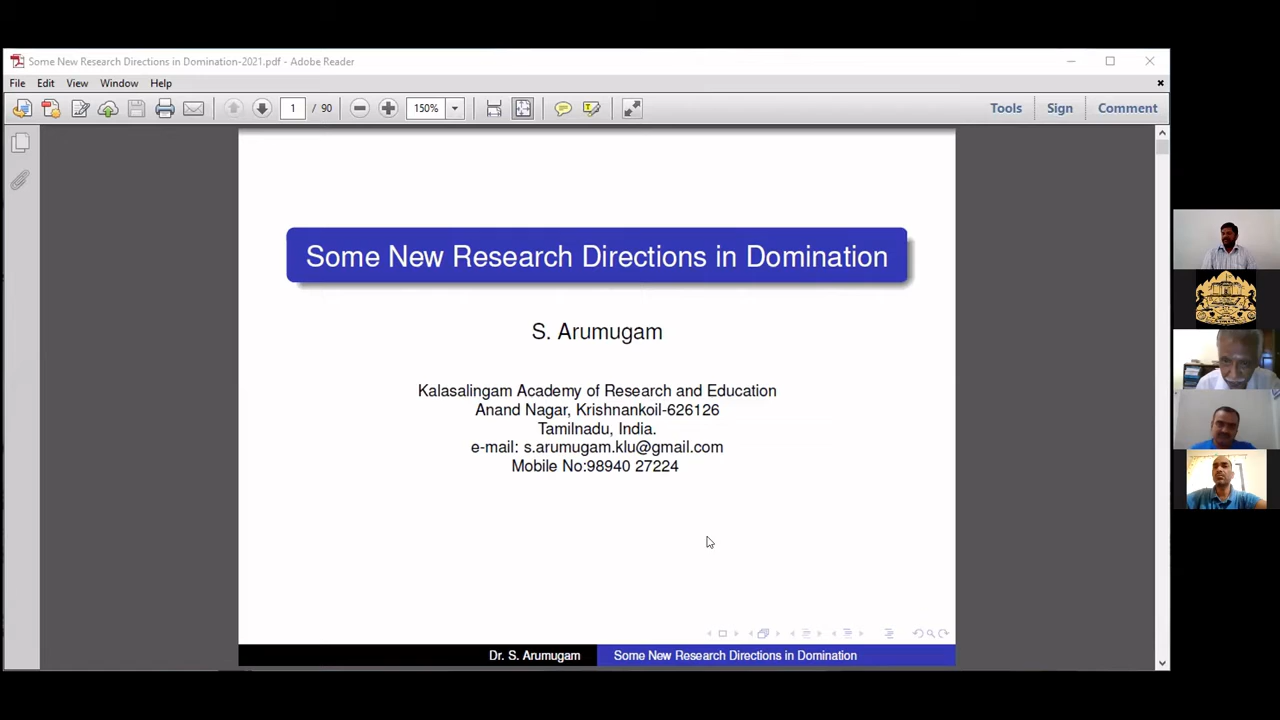 Some New Research Directions in Domination-2021.pdf - Adobe Reader
File Edit View Window Help
1 / 90 150% Tools Sign Comment
Some New Research Directions in Domination
S. Arumugam
Kalasalingam Academy of Research and Education
Anand Nagar, Krishnankoil-626126
Tamilnadu, India.
e-mail: s.arumugam.klu@gmail.com
Mobile No:98940 27224
Dr. S. Arumugam Some New Research Directions in Domination